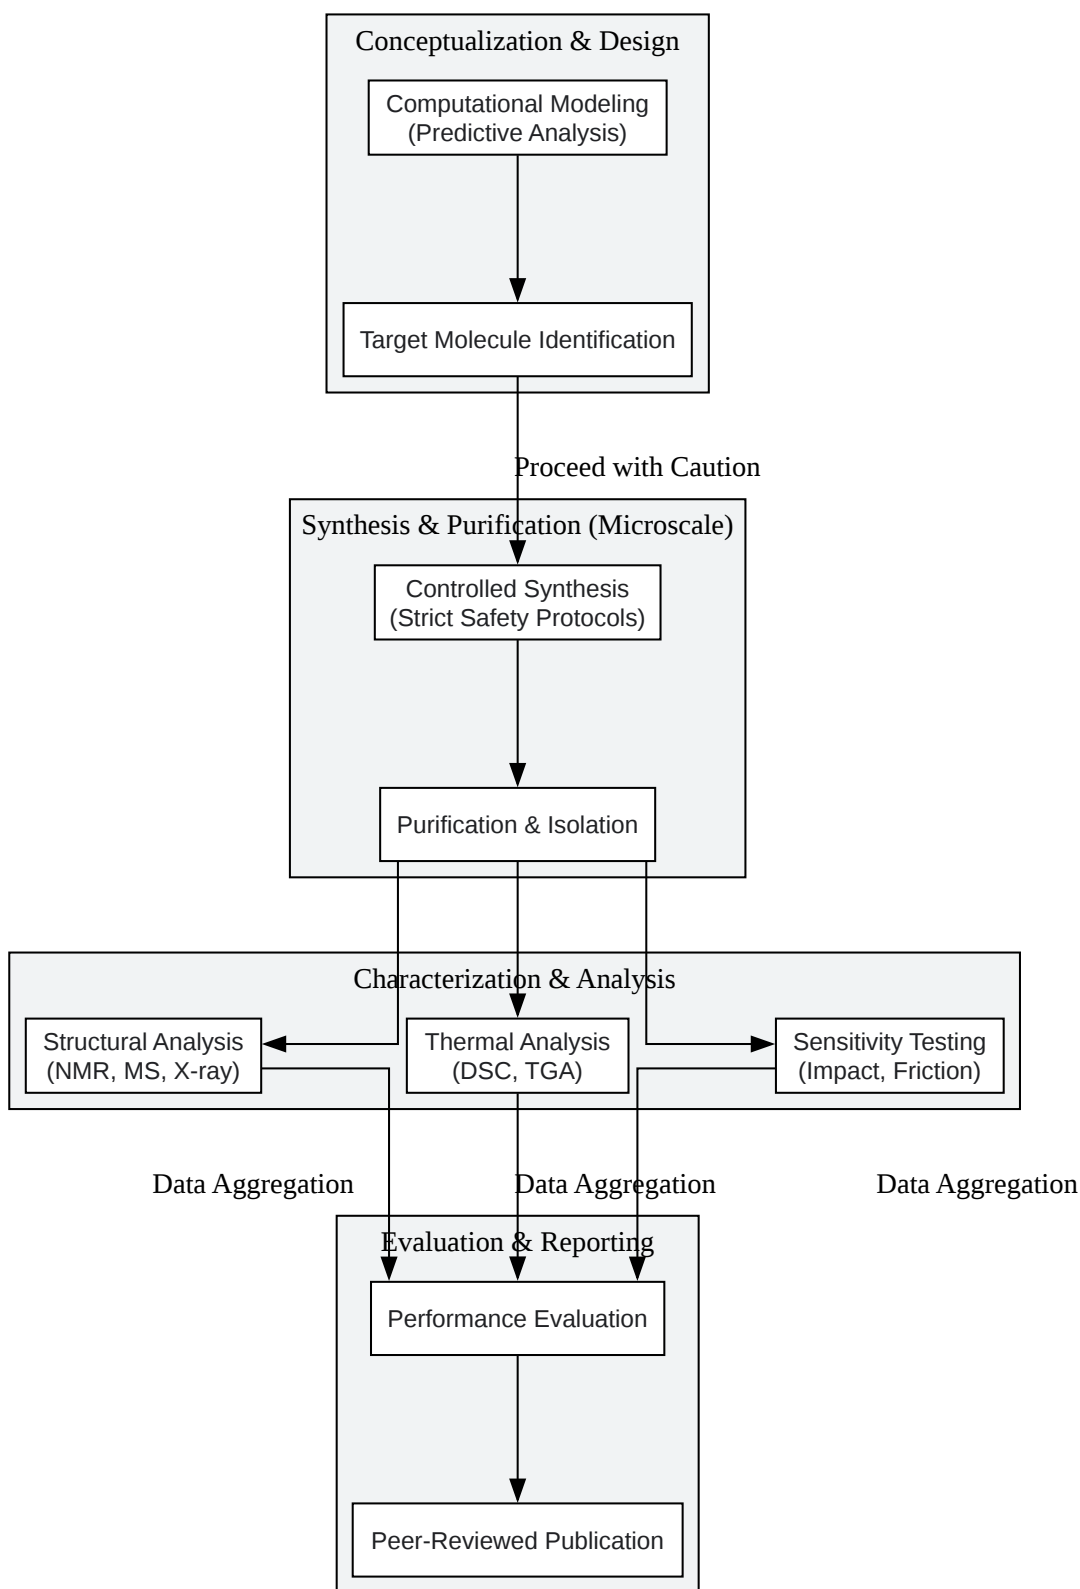 Conceptualization & Design
Computational Modeling
(Predictive Analysis)
Target Molecule Identification
Proceed with Caution
Synthesis & Purification (Microscale)
Controlled Synthesis
(Strict Safety Protocols)
Purification & Isolation
Characterization & Analysis
Structural Analysis
(NMR, MS, X-ray)
Thermal Analysis
(DSC, TGA)
Sensitivity Testing
(Impact, Friction)
Data Aggregation
Data Aggregation
Data Aggregation
Evaluation & Reporting
Performance Evaluation
Peer-Reviewed Publication